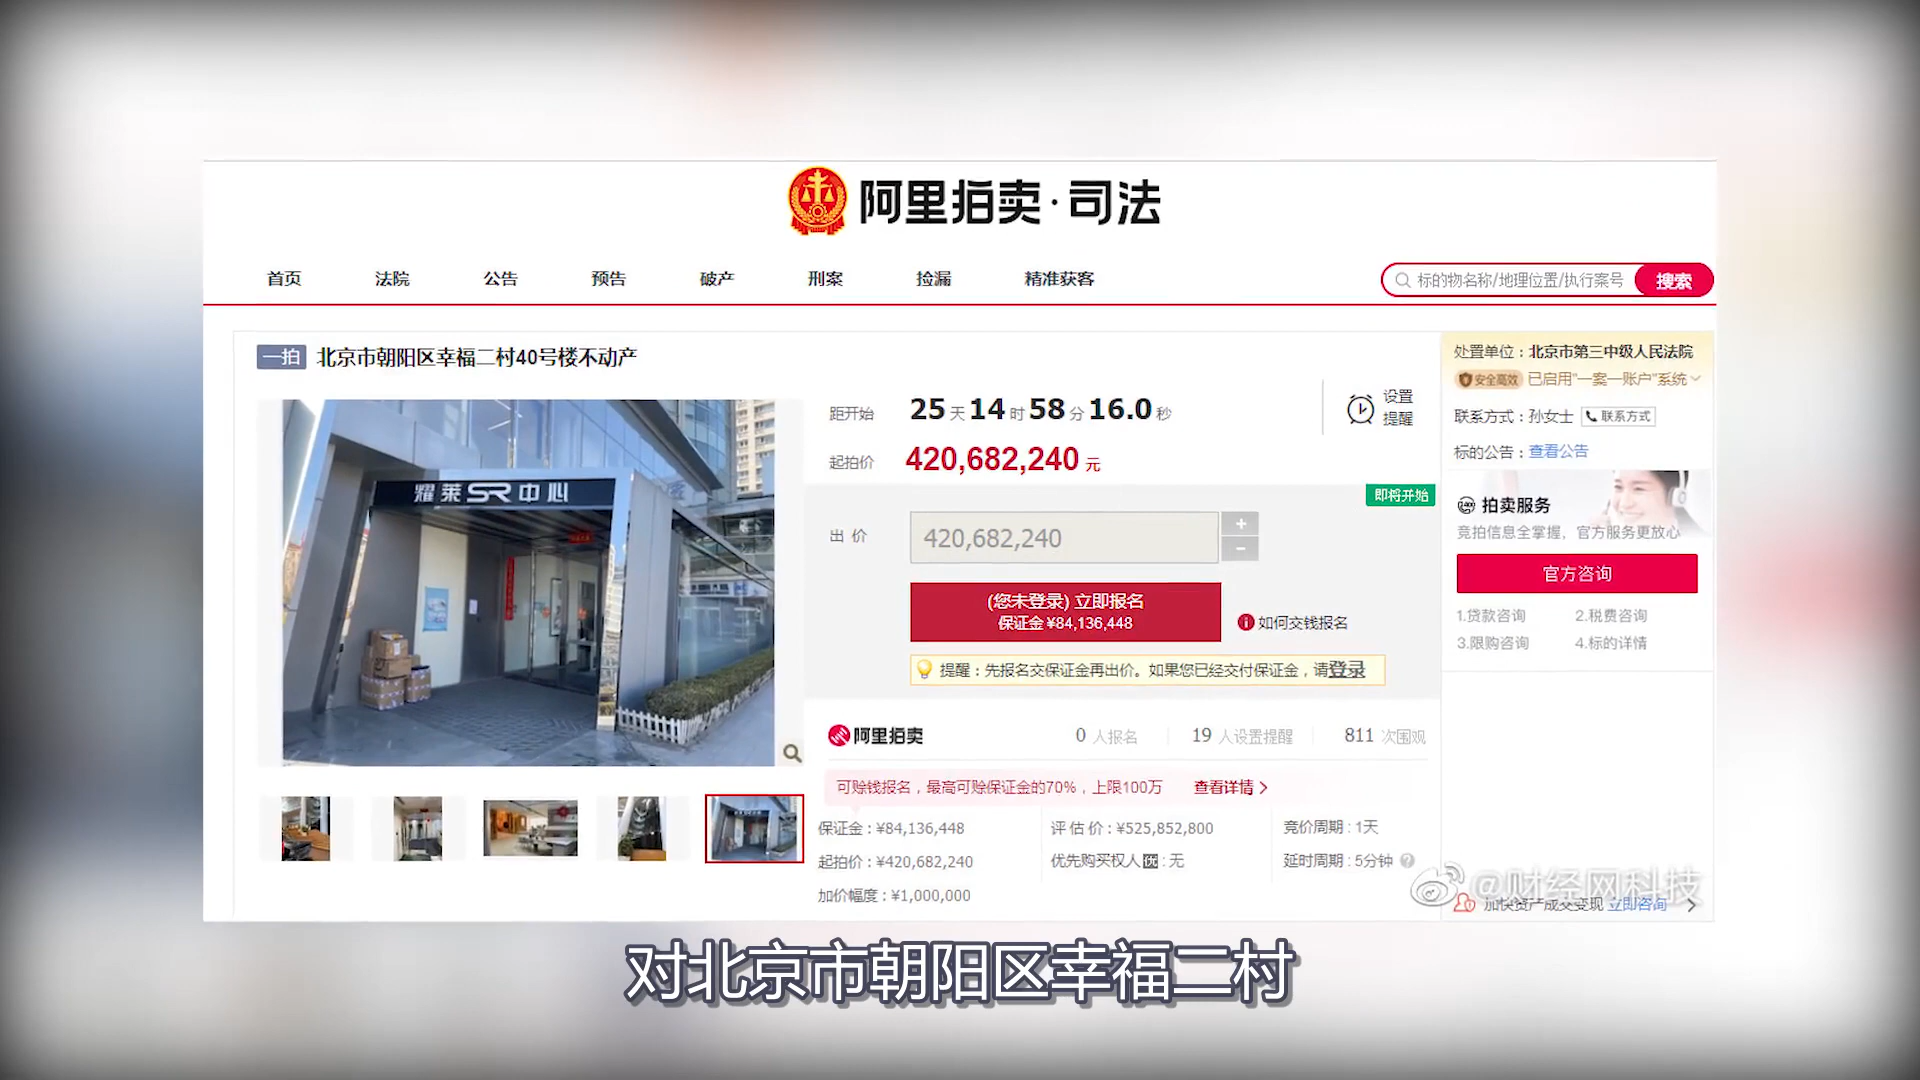 阿里拍卖·司法
首页 法院 公告 预告 破产 刑案 捡漏 精准获客
标的物名称/地理位置/执行案号 搜索
一拍 北京市朝阳区幸福二村40号楼不动产
耀莱SR中心
距开始 25天14时58分16.0秒
设置提醒
起拍价 420,682,240元
即将开始
出价 420,682,240 + -
(您未登录) 立即报名
保证金 ¥84,136,448
如何交钱报名
提醒：先报名交保证金再出价。如果您已经交付保证金，请登录
阿里拍卖 0人报名 19人设置提醒 811次围观
可赊钱报名，最高可赊保证金的70%，上限100万 查看详情 >
保证金：¥84,136,448 评估价：¥525,852,800 竞价周期：1天
起拍价：¥420,682,240 优先购买权人优：无 延时周期：5分钟
加价幅度：¥1,000,000
处置单位：北京市第三中级人民法院
安全高效 已启用"一案一账户"系统
联系方式：孙女士 联系方式
标的公告：查看公告
拍卖服务
竞拍信息全掌握，官方服务更放心
官方咨询
1.贷款咨询 2.税费咨询
3.限购咨询 4.标的详情
@财经网科技
加快资产成交变现 立即咨询 >
对北京市朝阳区幸福二村